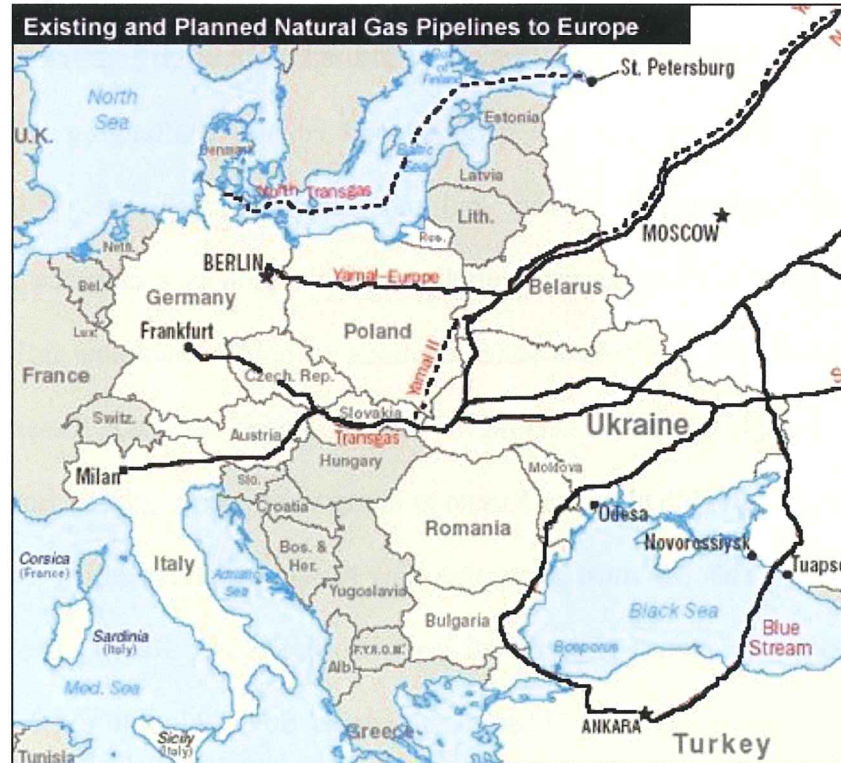 Existing and Planned Natural Gas Pipelines to Europe
North
Sea
U.K.
Denmark
of
Finland
St. Petersburg
Estonia
Baltic
Sea
Latvia
Lith.
North Transgas
Rus.
MOSCOW
Neth.
BERLIN
Yamal-Europe
Belarus
Bel.
Germany
Poland
Lux.
Frankfurt
Yamal II
Czech. Rep.
France
Slovakia
Ukraine
Switz.
Austria
Transgas
Hungary
Moldova
Milan
Slo.
Croatia
Odesa
Romania
Novorossiysk
Bos. &
Her.
Corsica
(France)
Italy
Adriatic
Sea
Yugoslavia
Tuapse
Black Sea
Bulgaria
Blue
Stream
Sardinia
(Italy)
F.Y.R.O.M.
Bosporus
Alb.
Med. Sea
Greece
ANKARA
Sicily
(Italy)
Turkey
Tunisia